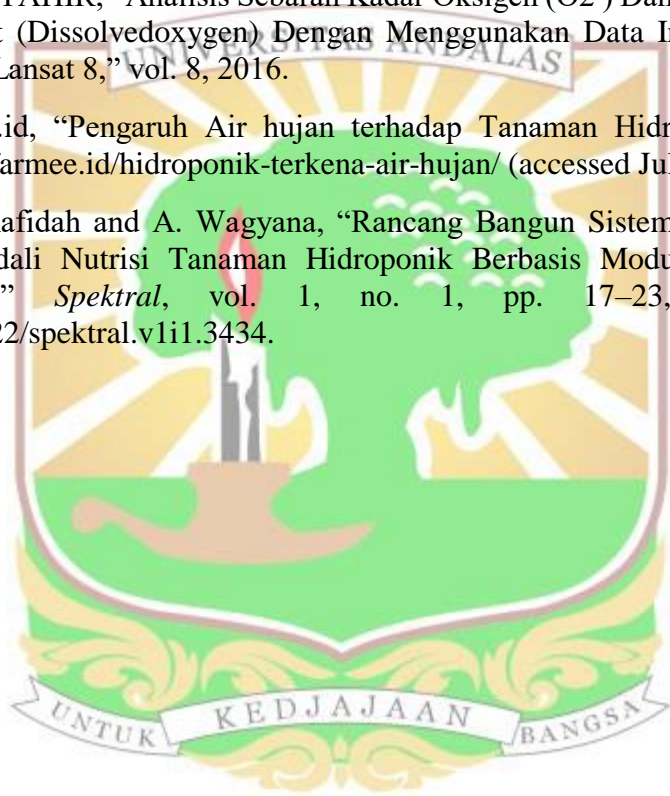 TAHIR, "Analisis Sebaran Kadar Oksigen (O2 ) Dan
(Dissolvedoxygen) Dengan Menggunakan Data
Lansat 8," vol. 8, 2016.
UNIVERSITAS ANDALAS
.id, "Pengaruh Air hujan terhadap Tanaman
farmee.id/hidroponik-terkena-air-hujan/ (accessed
afidah and A. Wagyana, "Rancang Bangun Sistem
dali Nutrisi Tanaman Hidroponik Berbasis
" Spektral, vol. 1, no. 1, pp. 17–23,
22/spektral.v1i1.3434.
UNTUK KEDJAJAAN BANGSA